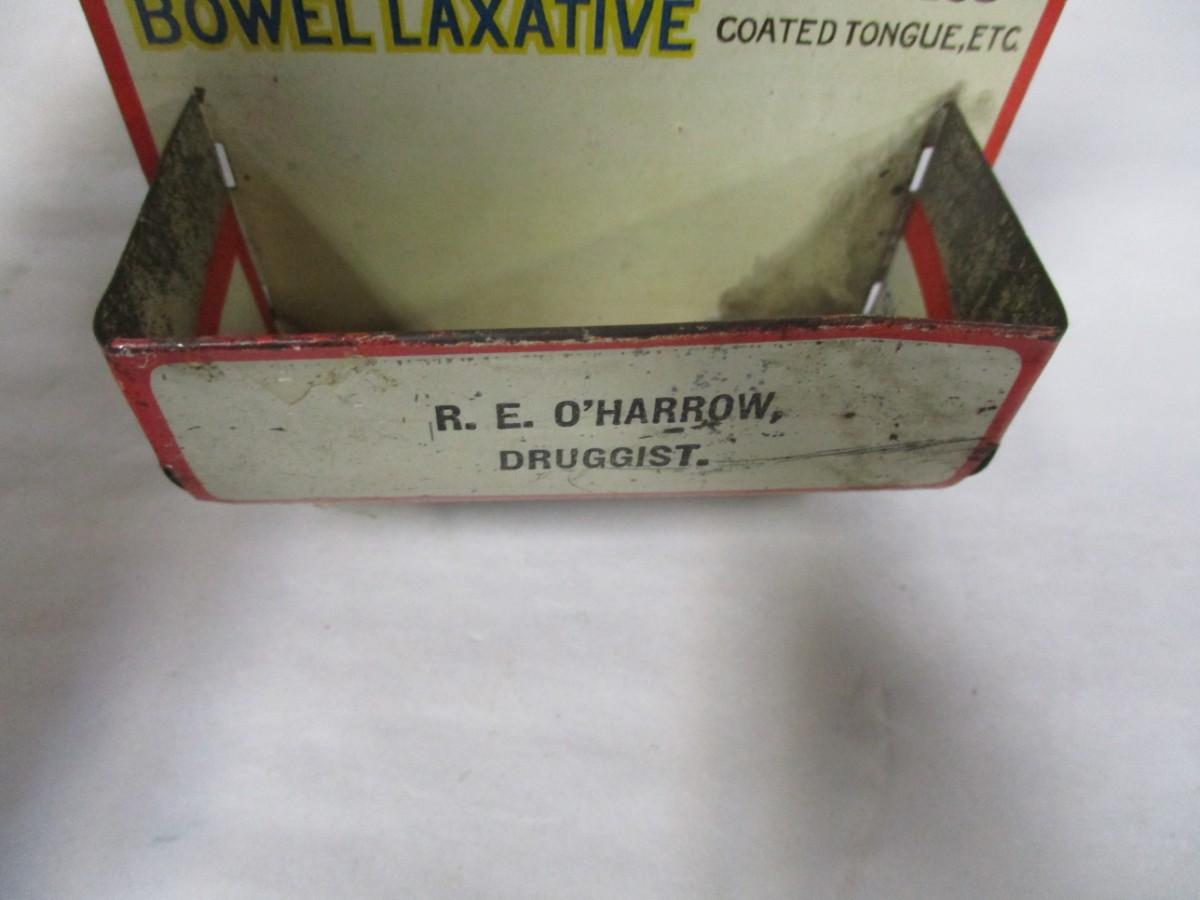 BOWEL LAXATIVE
COATED TONGUE, ETC.
R. E. O'HARROW,
DRUGGIST.